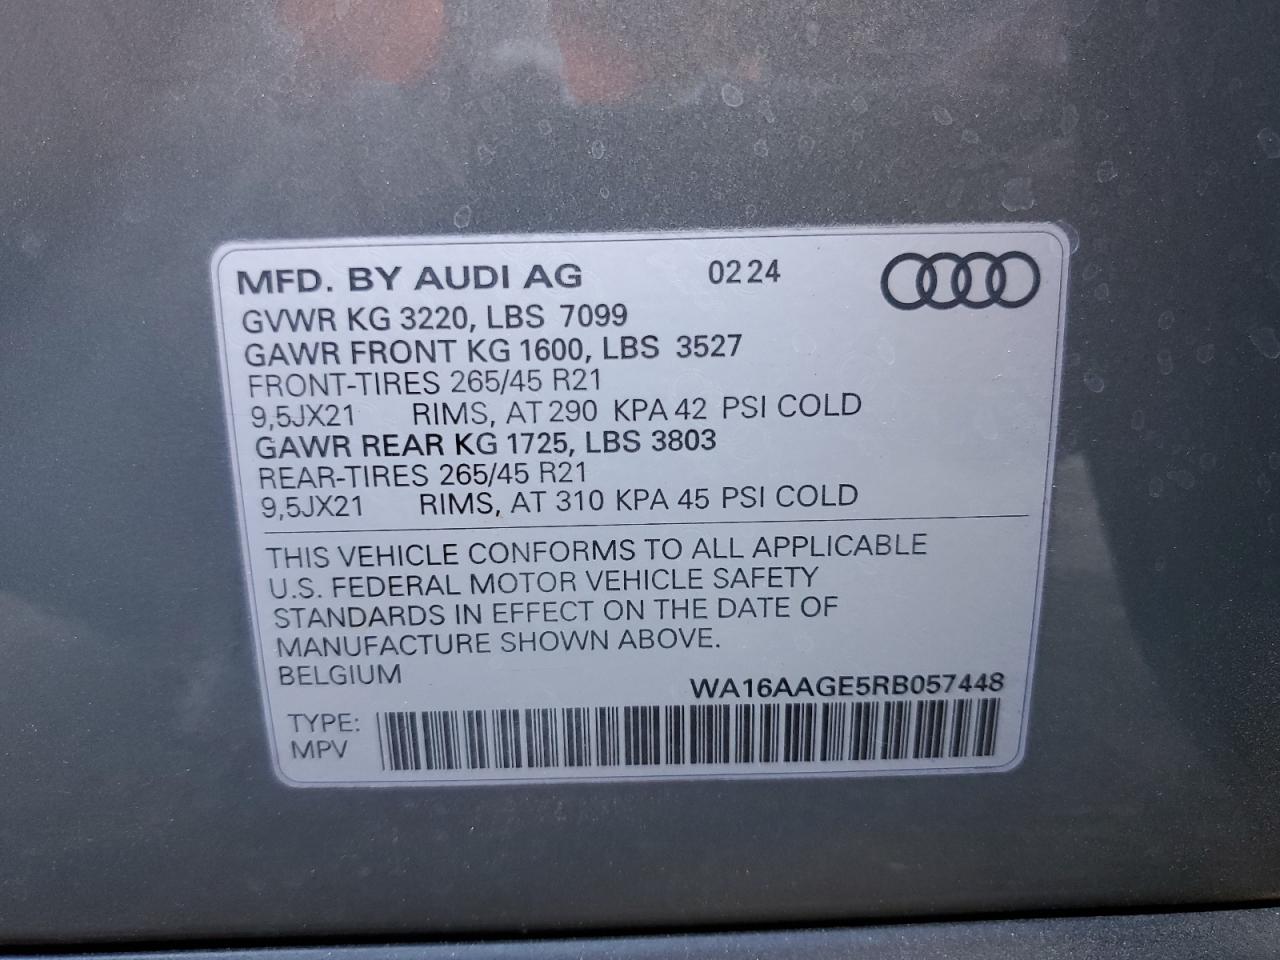 MFD. BY AUDI AG 0224
GVWR KG 3220, LBS 7099
GAWR FRONT KG 1600, LBS 3527
FRONT-TIRES 265/45 R21
9,5JX21 RIMS, AT 290 KPA 42 PSI COLD
GAWR REAR KG 1725, LBS 3803
REAR-TIRES 265/45 R21
9,5JX21 RIMS, AT 310 KPA 45 PSI COLD
THIS VEHICLE CONFORMS TO ALL APPLICABLE
U.S. FEDERAL MOTOR VEHICLE SAFETY
STANDARDS IN EFFECT ON THE DATE OF
MANUFACTURE SHOWN ABOVE.
BELGIUM
WA16AAGE5RB057448
TYPE:
MPV